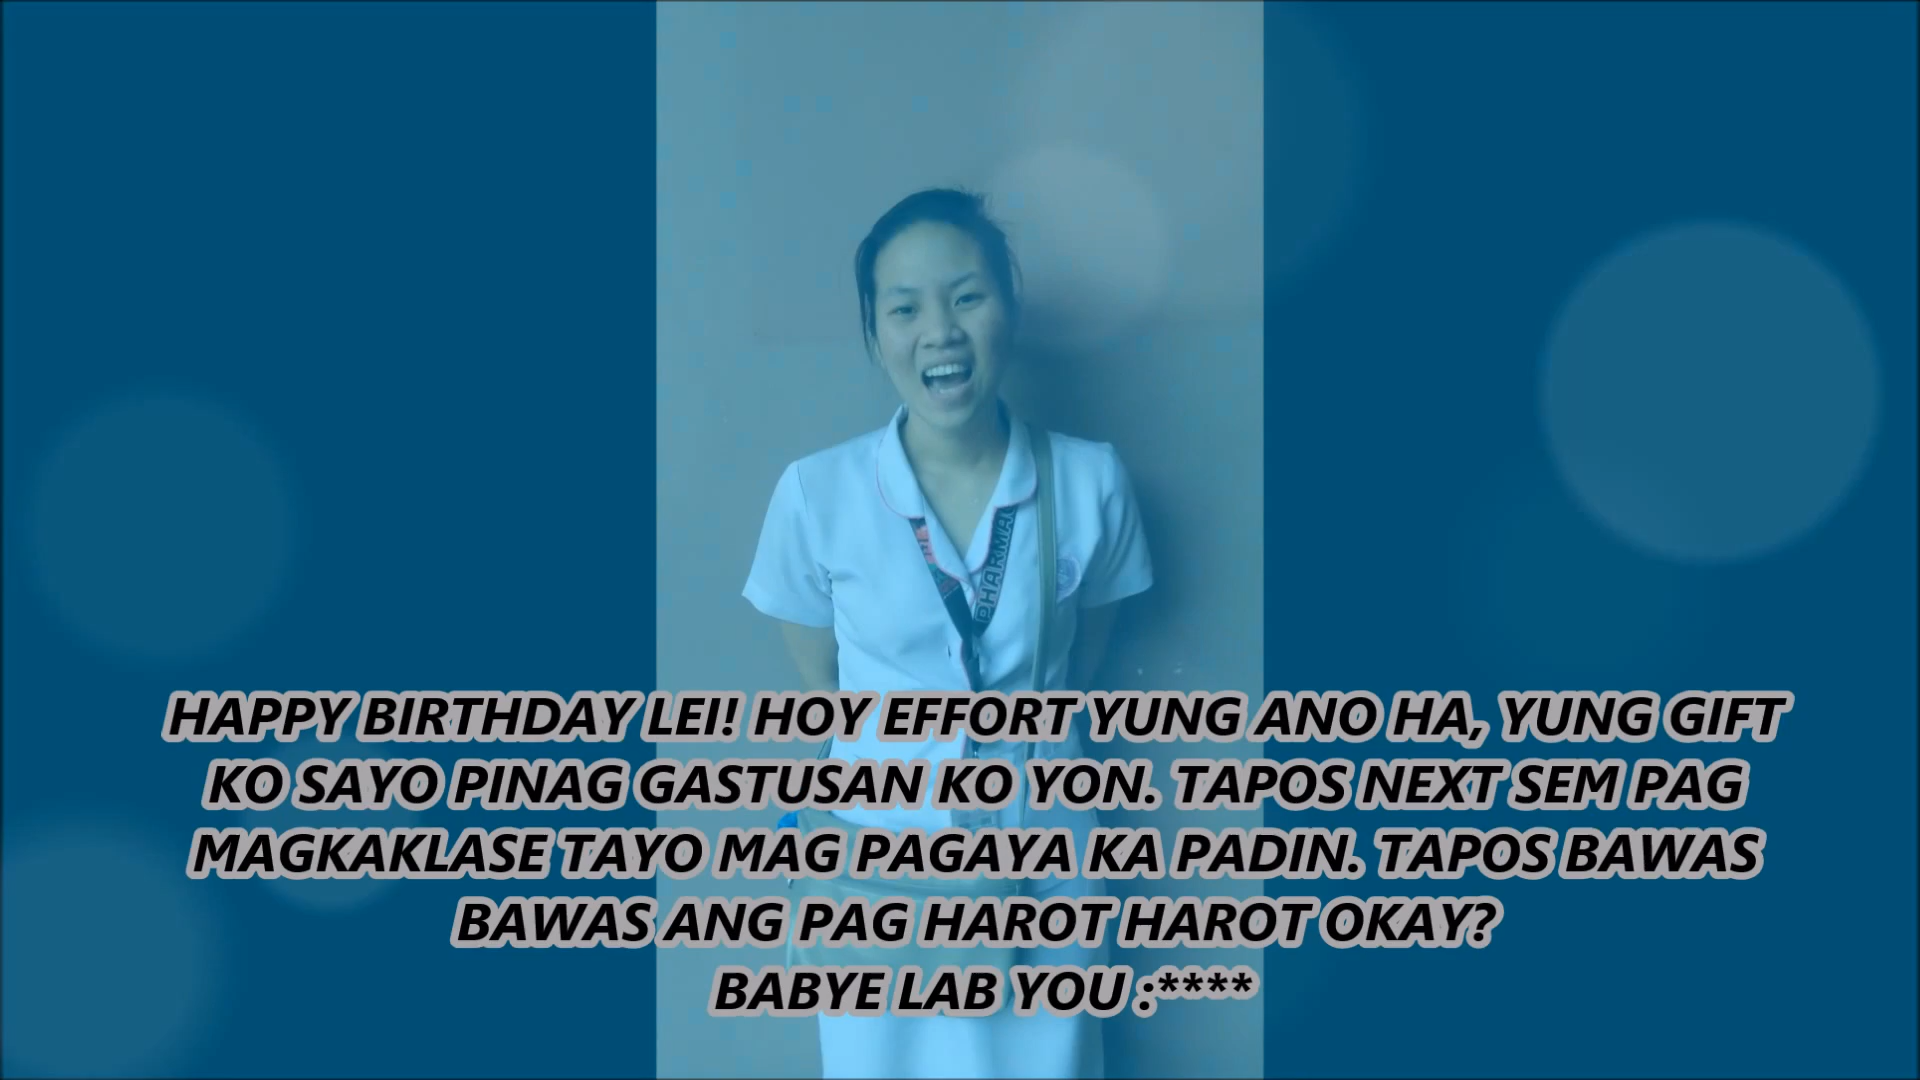 HAPPY BIRTHDAY LEI! HOY EFFORT YUNG ANO HA, YUNG GIFT
KO SAYO PINAG GASTUSAN KO YON. TAPOS NEXT SEM PAG
MAGKAKLASE TAYO MAG PAGAYA KA PADIN. TAPOS BAWAS
BAWAS ANG PAG HAROT HAROT OKAY?
BABYE LAB YOU :****